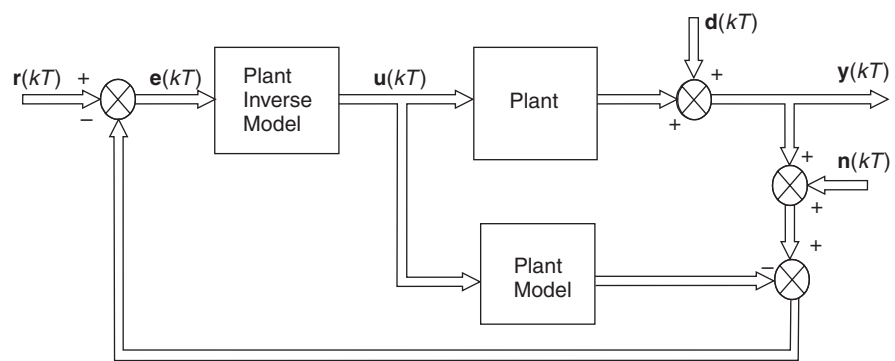 d(kT)
r(kT)
+
−
e(kT)
Plant
Inverse
Model
u(kT)
Plant
+
+
y(kT)
+
n(kT)
+
+
−
Plant
Model